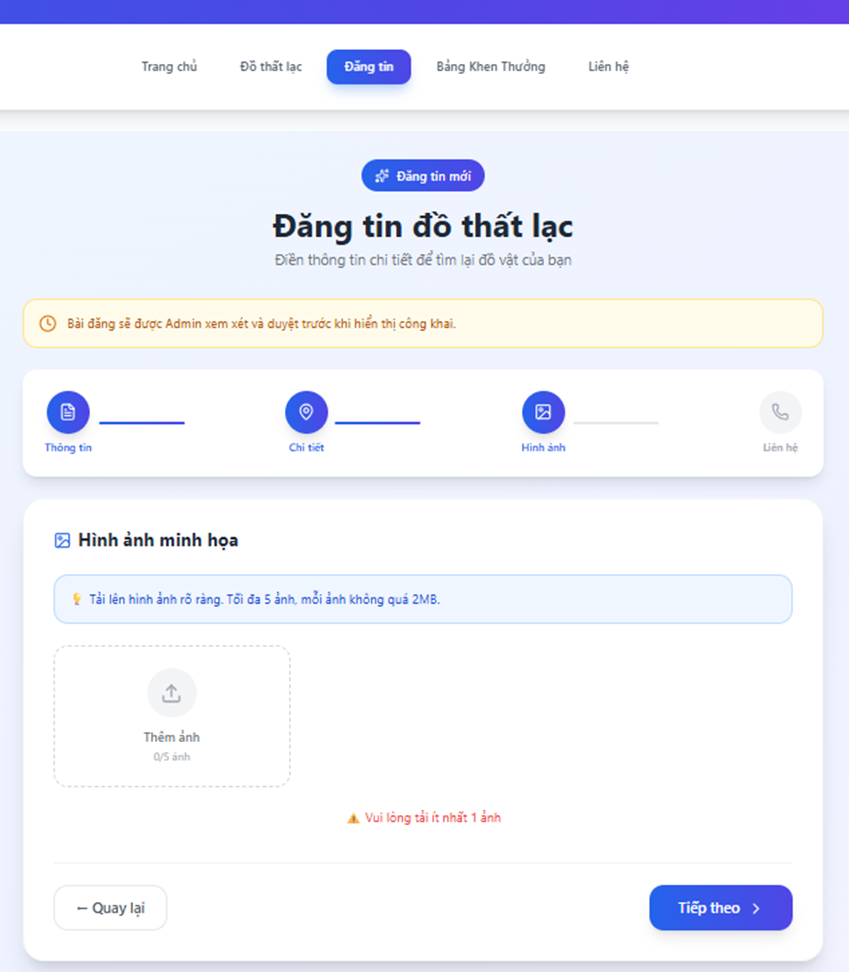 Trang chủ Đồ thất lạc Đăng tin Bảng Khen Thưởng Liên hệ
Đăng tin mới
Đăng tin đồ thất lạc
Điền thông tin chi tiết để tìm lại đồ vật của bạn
Bài đăng sẽ được Admin xem xét và duyệt trước khi hiển thị công khai.
Thông tin Chi tiết Hình ảnh Liên hệ
Hình ảnh minh họa
Tải lên hình ảnh rõ ràng. Tối đa 5 ảnh, mỗi ảnh không quá 2MB.
Thêm ảnh
0/5 ảnh
Vui lòng tải ít nhất 1 ảnh
← Quay lại Tiếp theo